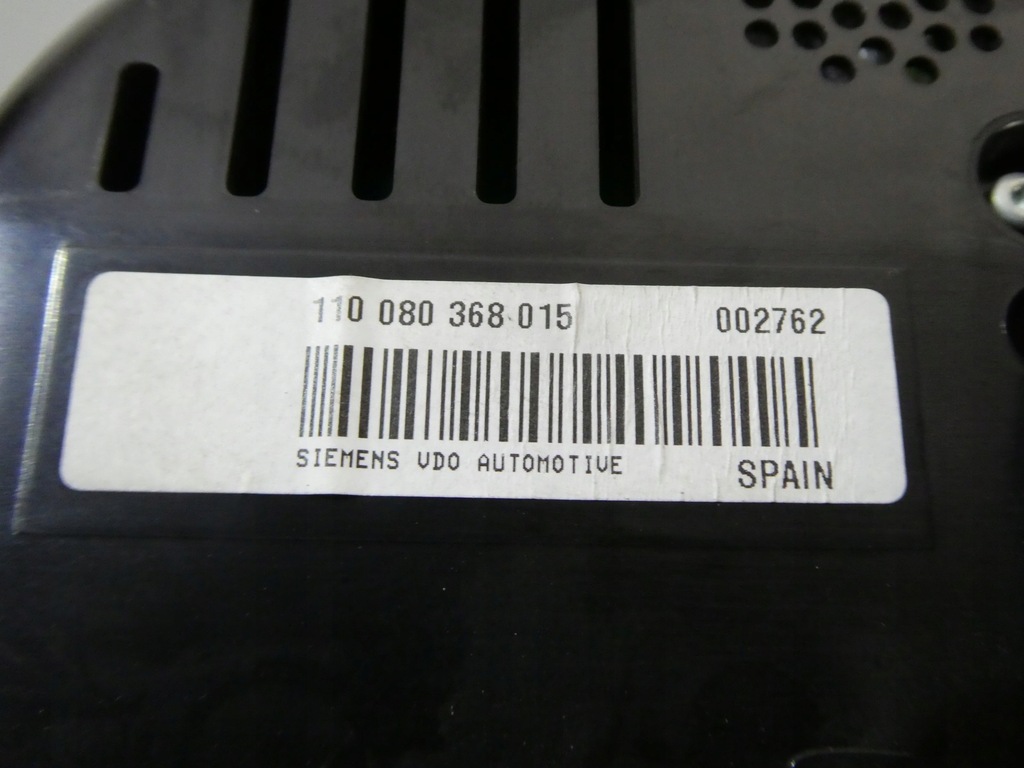 110 080 368 015 002762
SIEMENS VDO AUTOMOTIVE
SPAIN